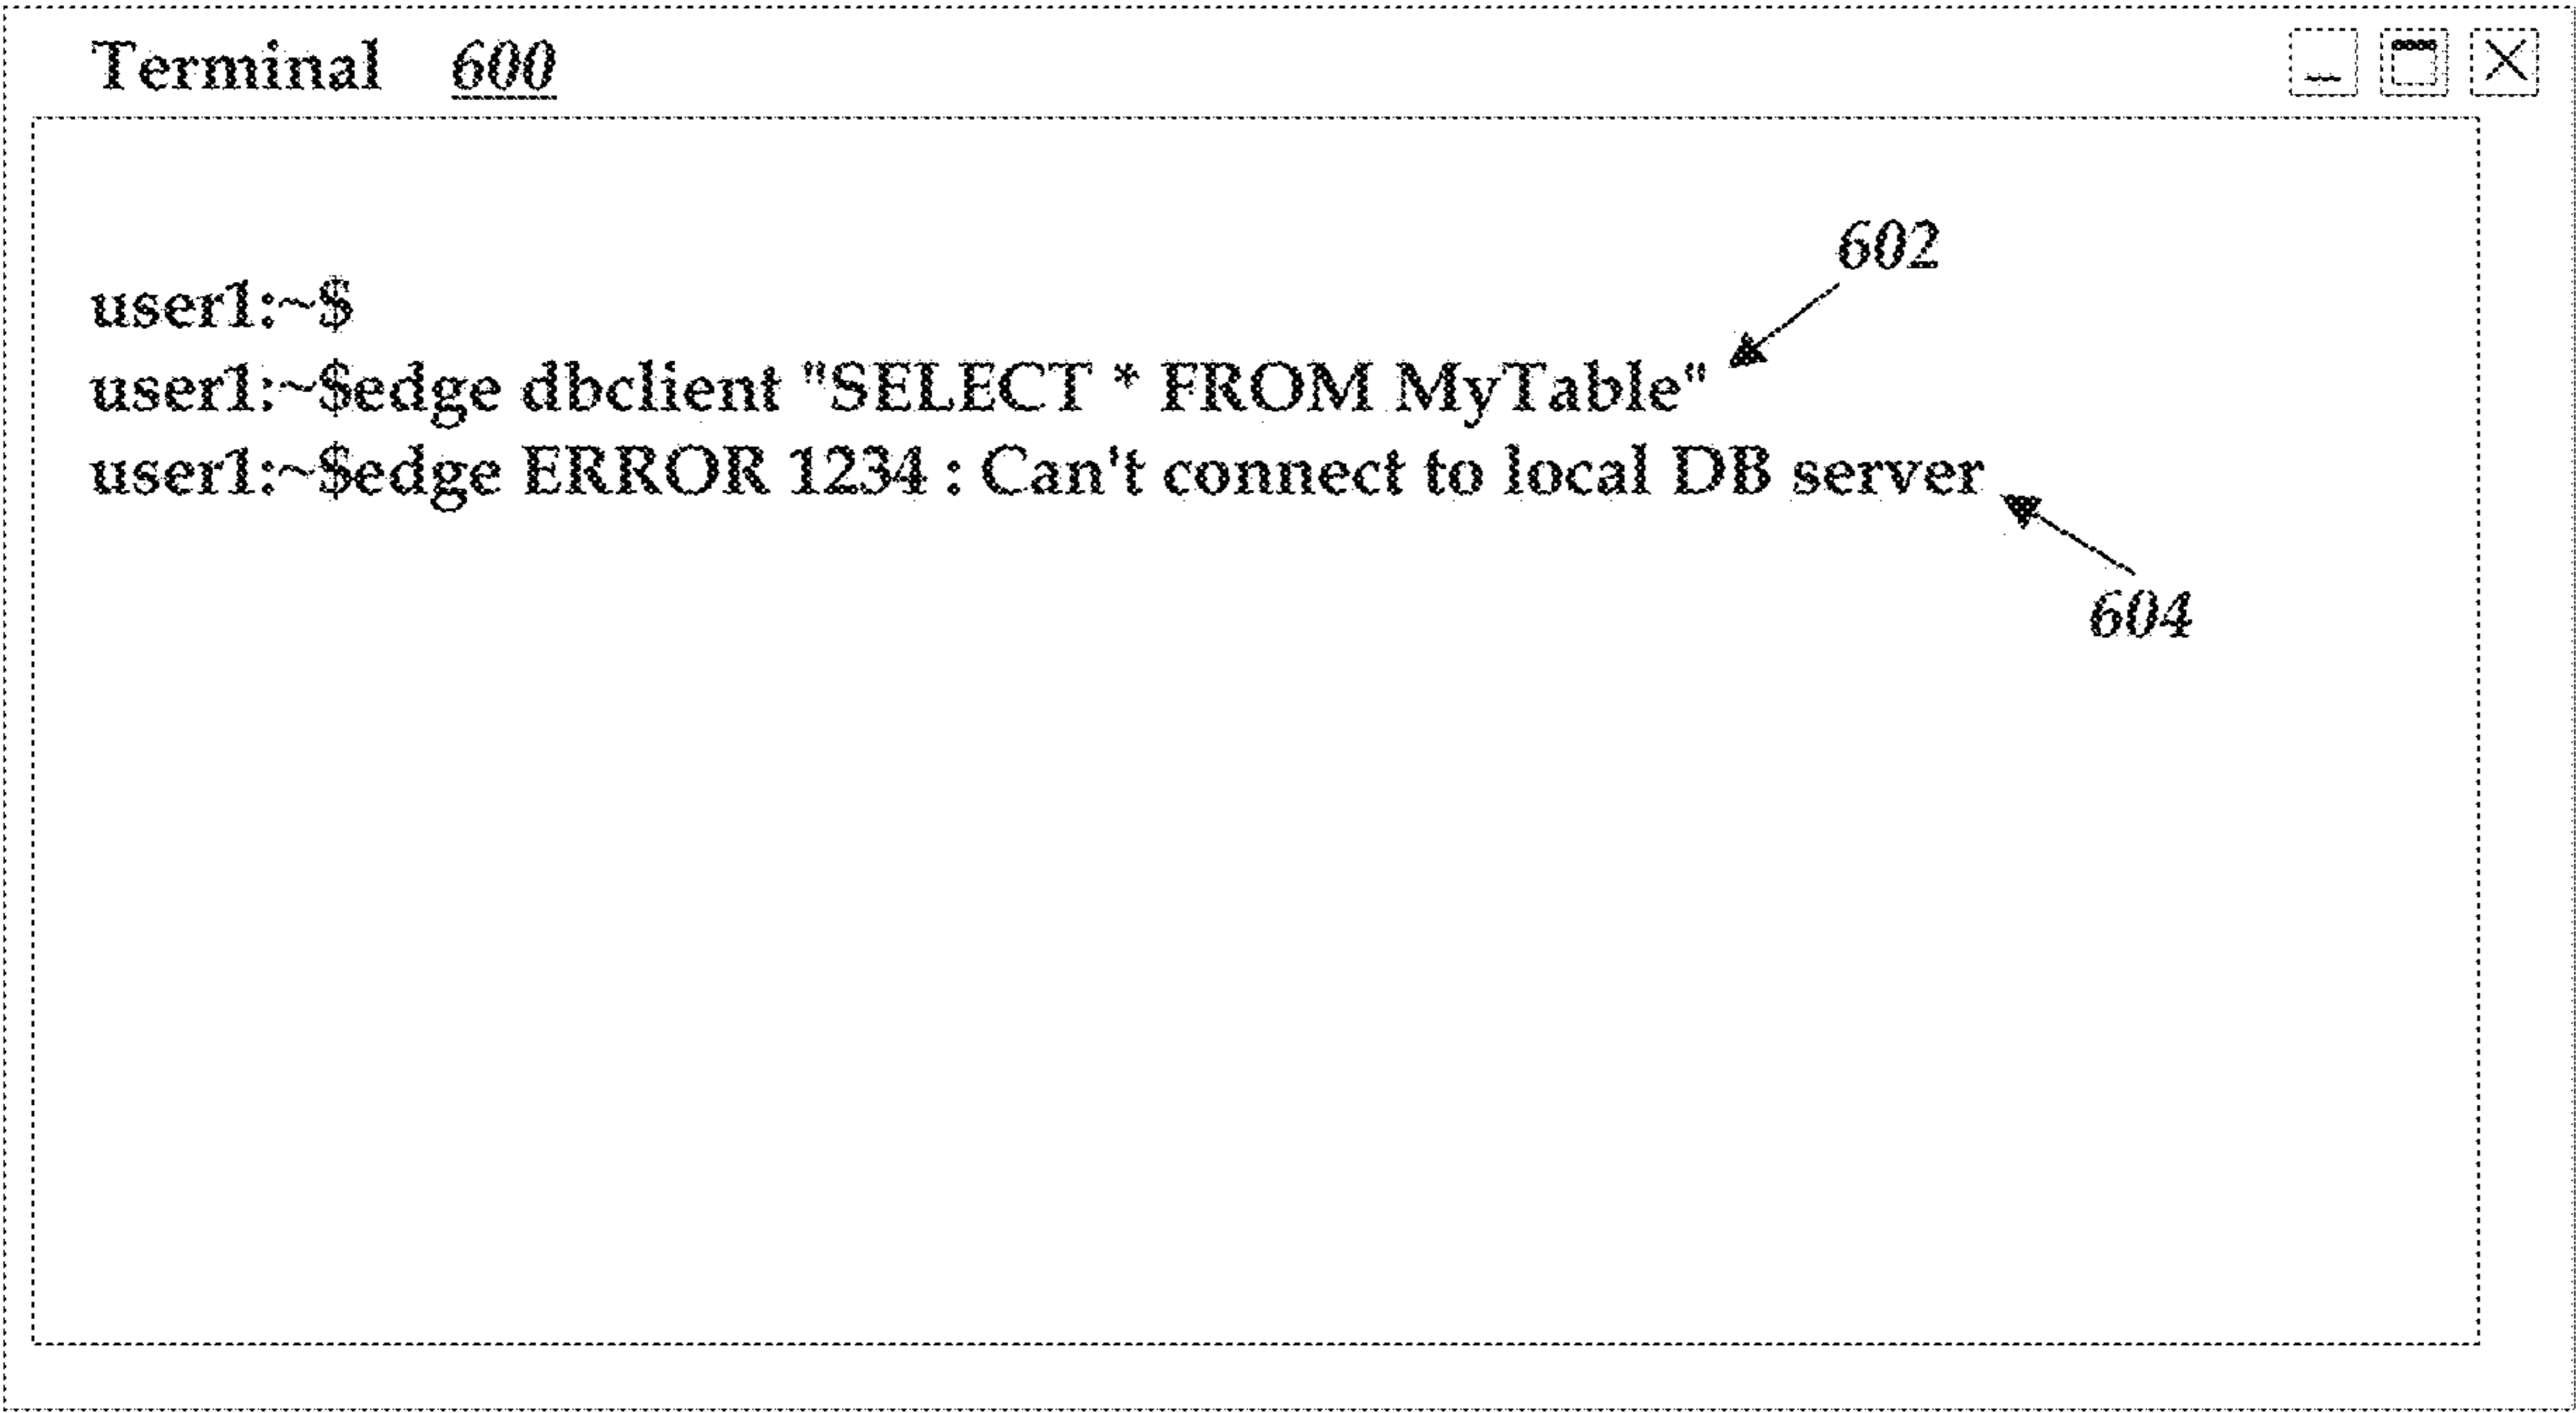 Terminal 600
602
user1:~$
user1:~$edge dbclient "SELECT * FROM MyTable"
user1:~$edge ERROR 1234 : Can't connect to local DB server
604